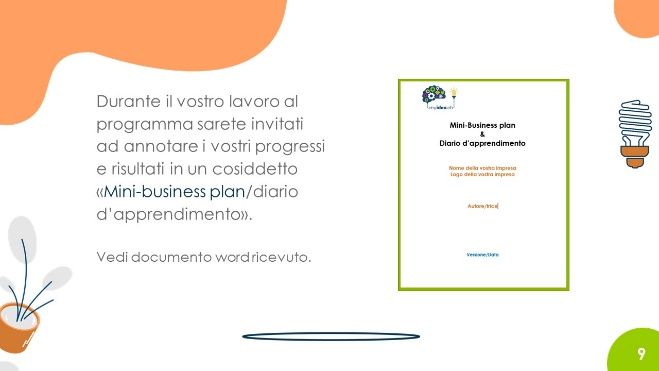 Durante il vostro lavoro al
programma sarete invitati
ad annotare i vostri progressi
e risultati in un cosiddetto
«Mini-business plan/diario
d’apprendimento».
Vedi documento word ricevuto.
myidea.ch
Mini-Business plan
&
Diario d’apprendimento
Nome della vostra impresa
Logo della vostra impresa
Autore/trice
Versione/Data
9